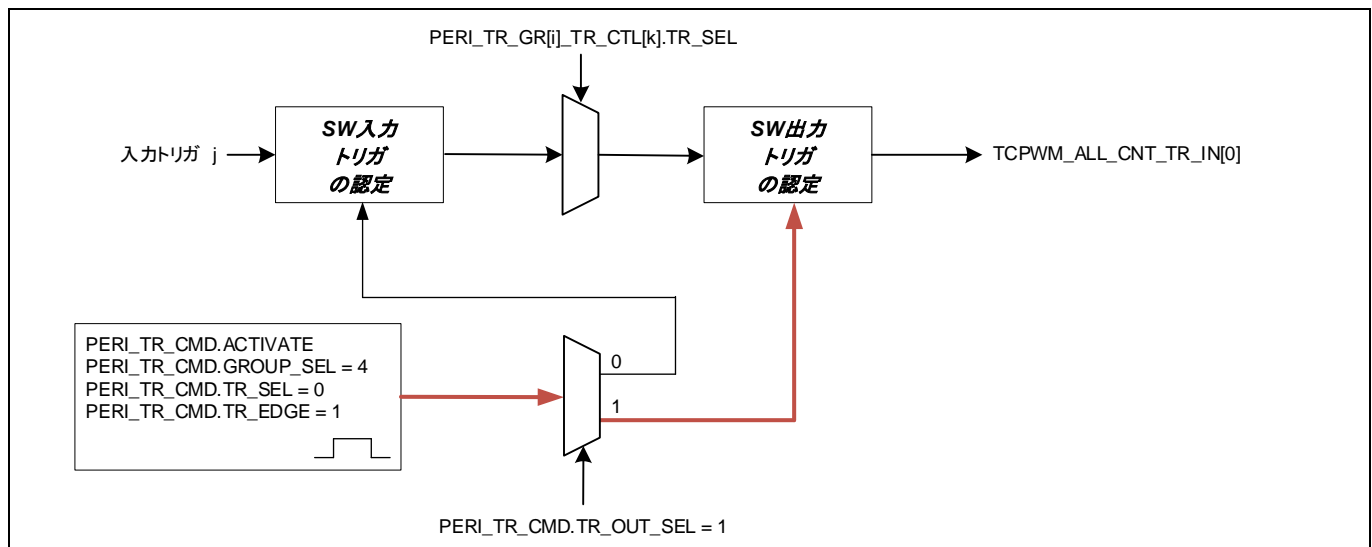 PERI_TR_GR[i]_TR_CTL[k].TR_SEL
入力トリガ j
SW入力
トリガ
の認定
SW出力
トリガ
の認定
TCPWM_ALL_CNT_TR_IN[0]
PERI_TR_CMD.ACTIVATE
PERI_TR_CMD.GROUP_SEL = 4
PERI_TR_CMD.TR_SEL = 0
PERI_TR_CMD.TR_EDGE = 1
0
1
PERI_TR_CMD.TR_OUT_SEL = 1